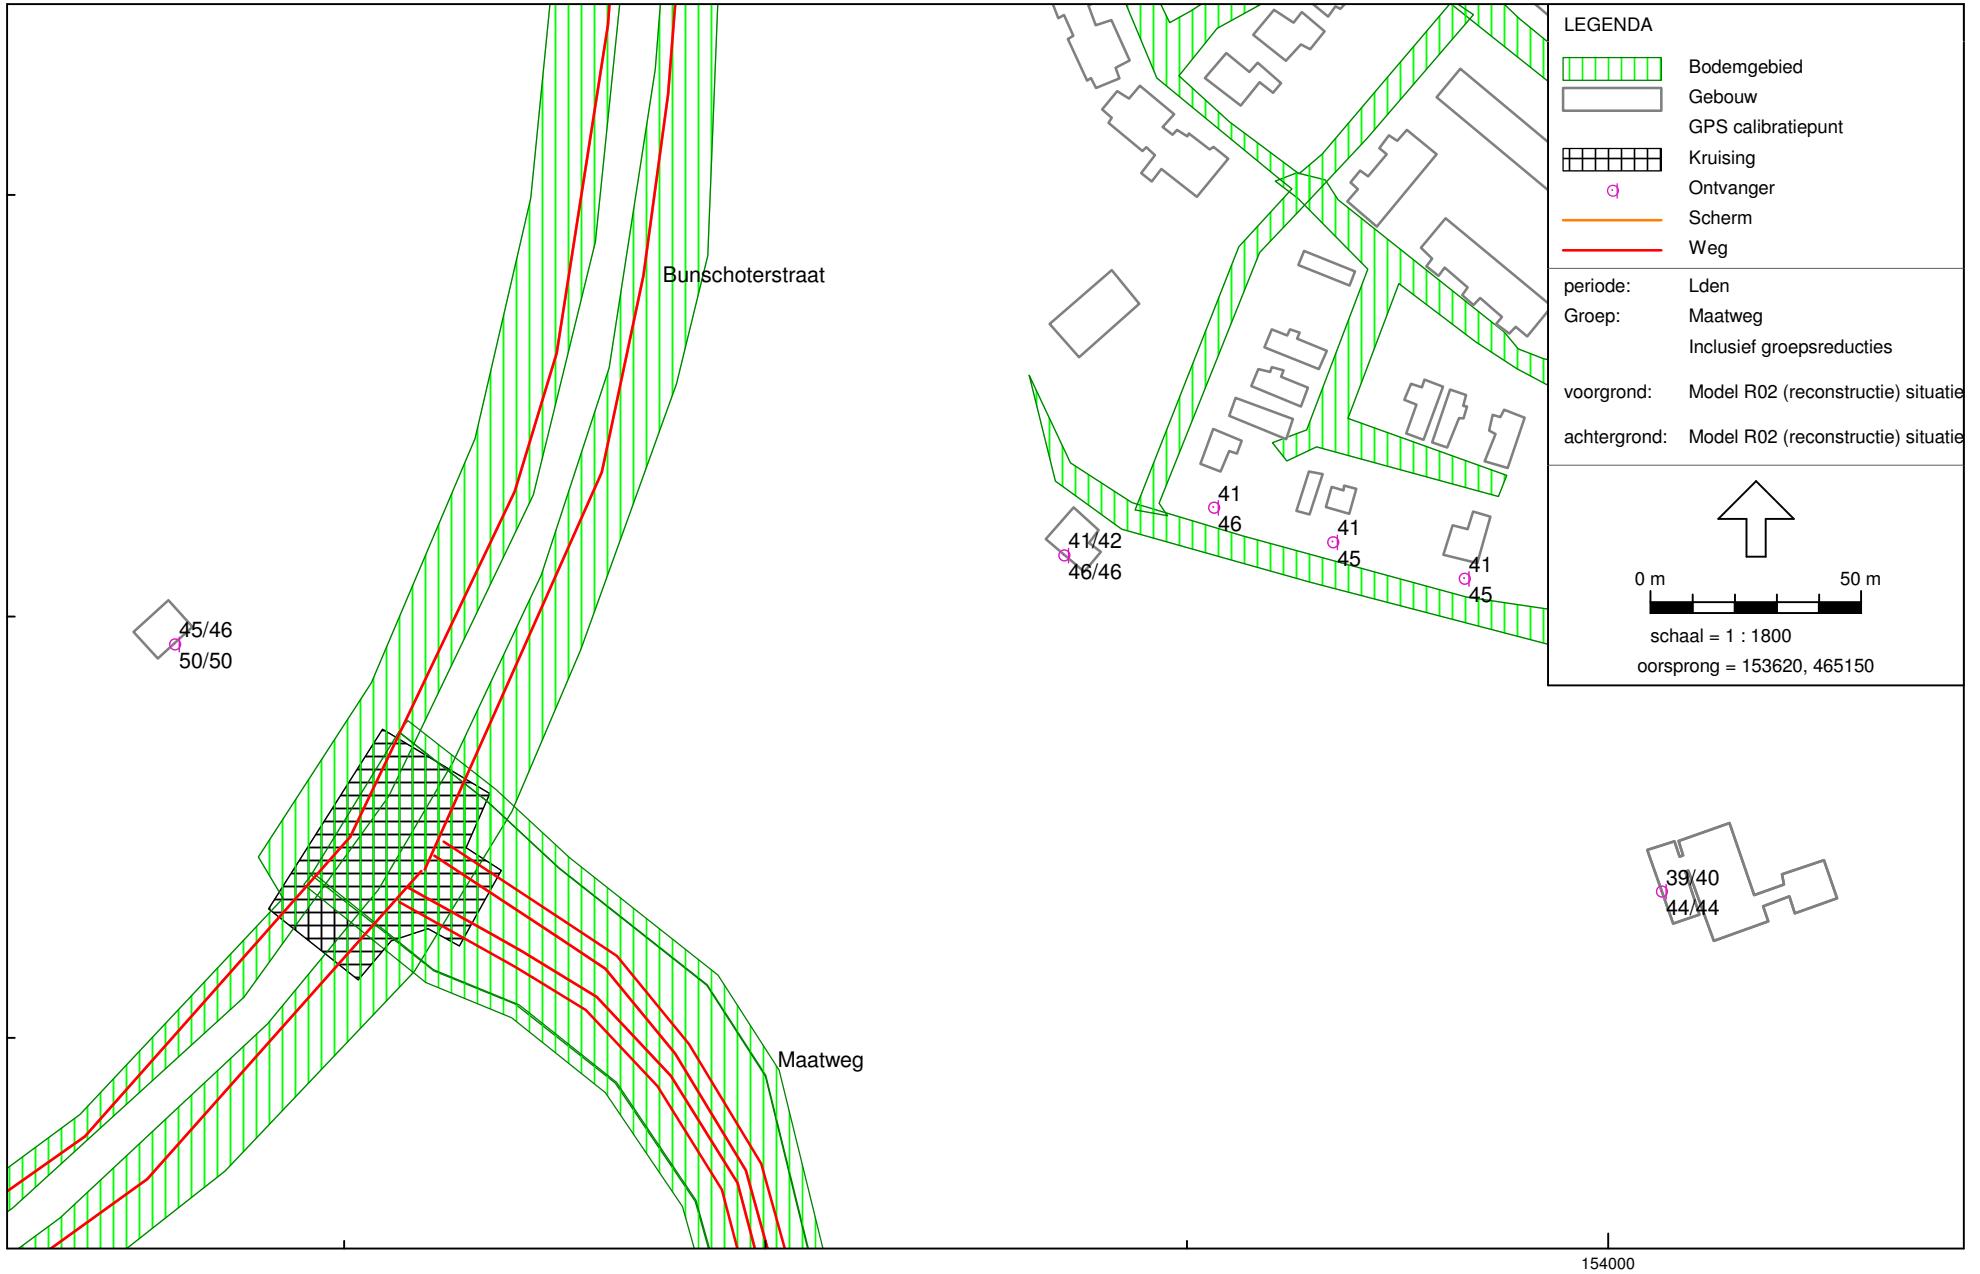 LEGENDA
Bodemgebied
Gebouw
GPS calibratiepunt
Kruising
Ontvanger
Scherm
Weg
periode: Lden
Groep: Maatweg
Inclusief groepsreducties
voorgrond: Model R02 (reconstructie) situatie
achtergrond: Model R02 (reconstructie) situatie
0 m 50 m
schaal = 1 : 1800
oorsprong = 153620, 465150
Bunschoterstraat
41
46
41
45
41
45
41/42
46/46
45/46
50/50
39/40
44/44
Maatweg
154000